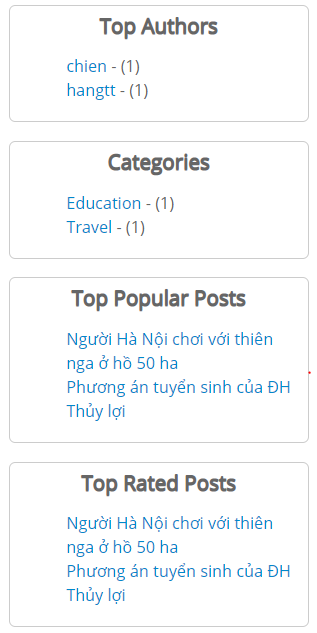 Top Authors
chien - (1)
hangtt - (1)
Categories
Education - (1)
Travel - (1)
Top Popular Posts
Người Hà Nội chơi với thiên
nga ở hồ 50 ha
Phương án tuyển sinh của ĐH
Thủy lợi
Top Rated Posts
Người Hà Nội chơi với thiên
nga ở hồ 50 ha
Phương án tuyển sinh của ĐH
Thủy lợi